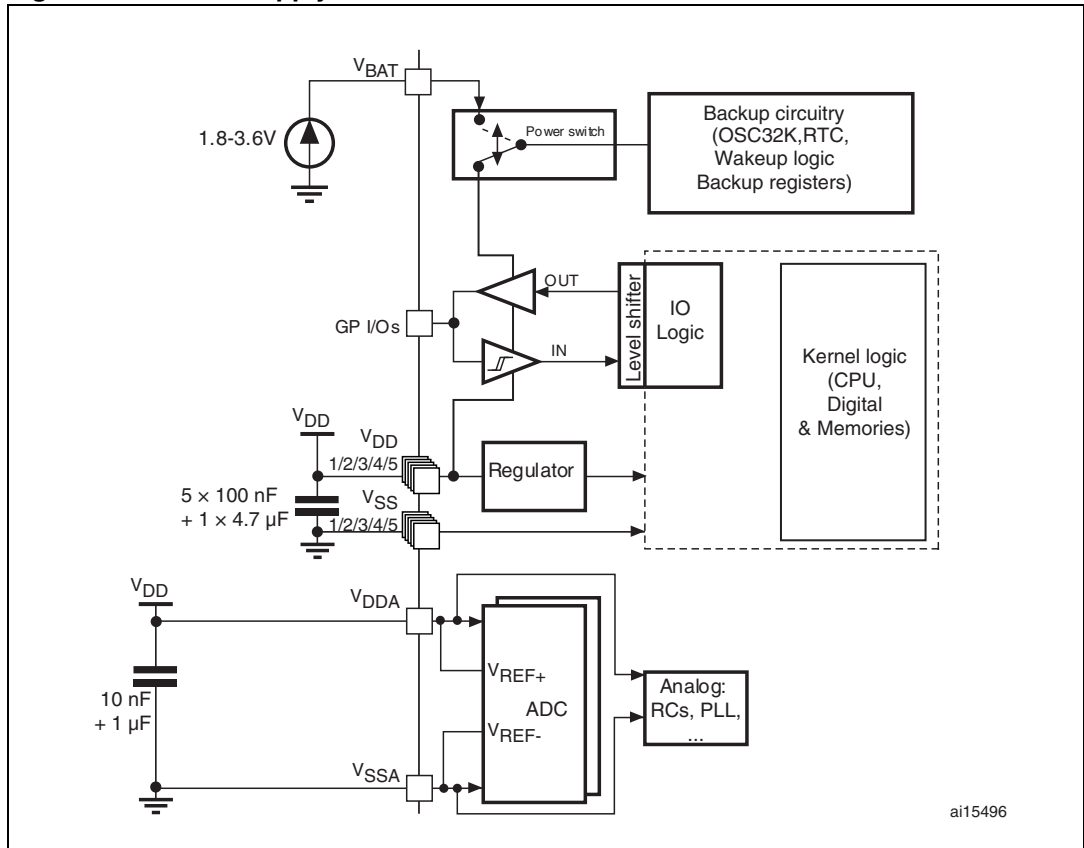 VBAT
1.8-3.6V
Power switch
Backup circuitry
(OSC32K,RTC,
Wakeup logic
Backup registers)
GP I/Os
OUT
IN
Level shifter
IO
Logic
Kernel logic
(CPU,
Digital
& Memories)
VDD
VDD
1/2/3/4/5
Regulator
5 × 100 nF
+ 1 × 4.7 µF
VSS
1/2/3/4/5
VDD
VDDA
10 nF
+ 1 µF
VREF+
ADC
VREF-
Analog:
RCs, PLL,
...
VSSA
ai15496